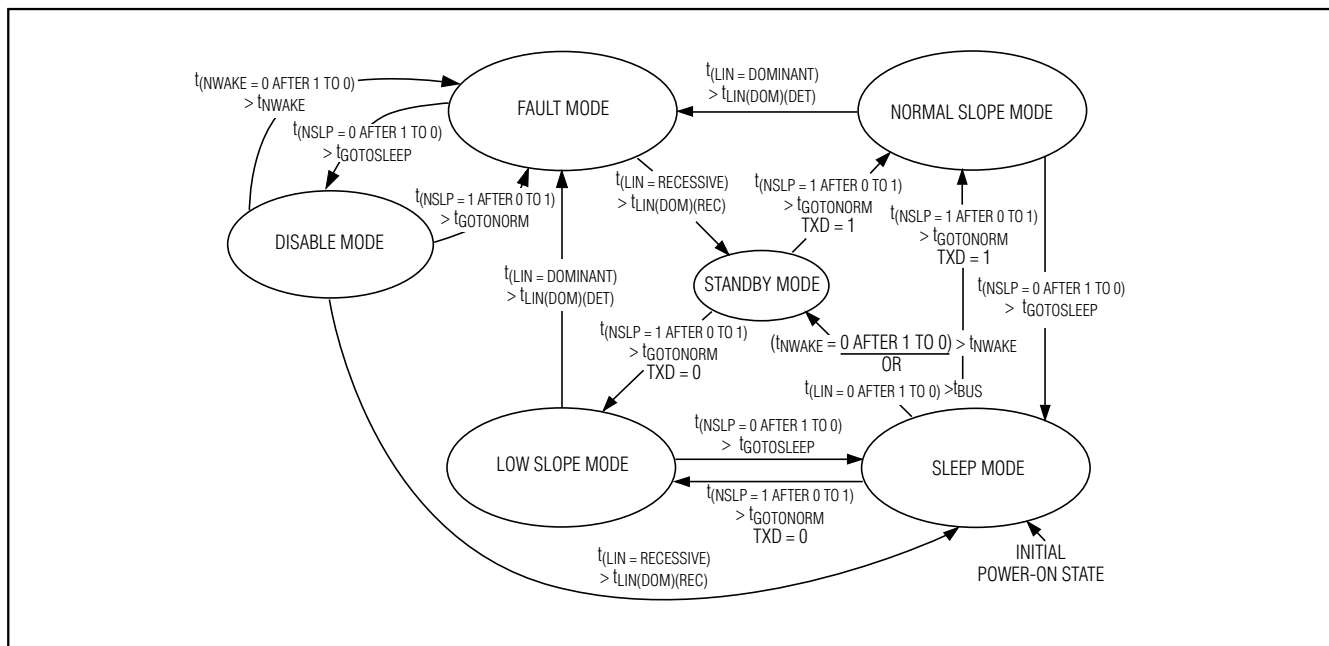 t(NWAKE = 0 AFTER 1 TO 0)
> tNWAKE
FAULT MODE
t(LIN = DOMINANT)
> tLIN(DOM)(DET)
NORMAL SLOPE MODE
t(NSLP = 0 AFTER 1 TO 0)
> tGOTOSLEEP
t(LIN = RECESSIVE)
> tLIN(DOM)(REC)
t(NSLP = 1 AFTER 0 TO 1)
> tGOTONORM
TXD = 1
t(NSLP = 1 AFTER 0 TO 1)
> tGOTONORM
t(NSLP = 1 AFTER 0 TO 1)
> tGOTONORM
TXD = 1
DISABLE MODE
t(LIN = DOMINANT)
> tLIN(DOM)(DET)
STANDBY MODE
t(NSLP = 0 AFTER 1 TO 0)
> tGOTOSLEEP
t(NSLP = 1 AFTER 0 TO 1)
> tGOTONORM
TXD = 0
(tNWAKE = 0 AFTER 1 TO 0) > tNWAKE
OR
t(LIN = 0 AFTER 1 TO 0) >tBUS
LOW SLOPE MODE
t(NSLP = 0 AFTER 1 TO 0)
> tGOTOSLEEP
SLEEP MODE
t(NSLP = 1 AFTER 0 TO 1)
> tGOTONORM
TXD = 0
t(LIN = RECESSIVE)
> tLIN(DOM)(REC)
INITIAL
POWER-ON STATE